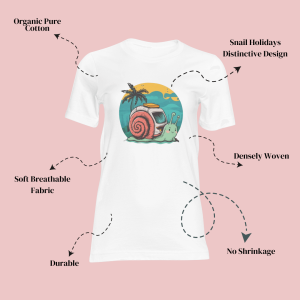 Organic Pure
Cotton
Snail Holidays
Distinctive Design
Densely Woven
Soft Breathable
Fabric
No Shrinkage
Durable